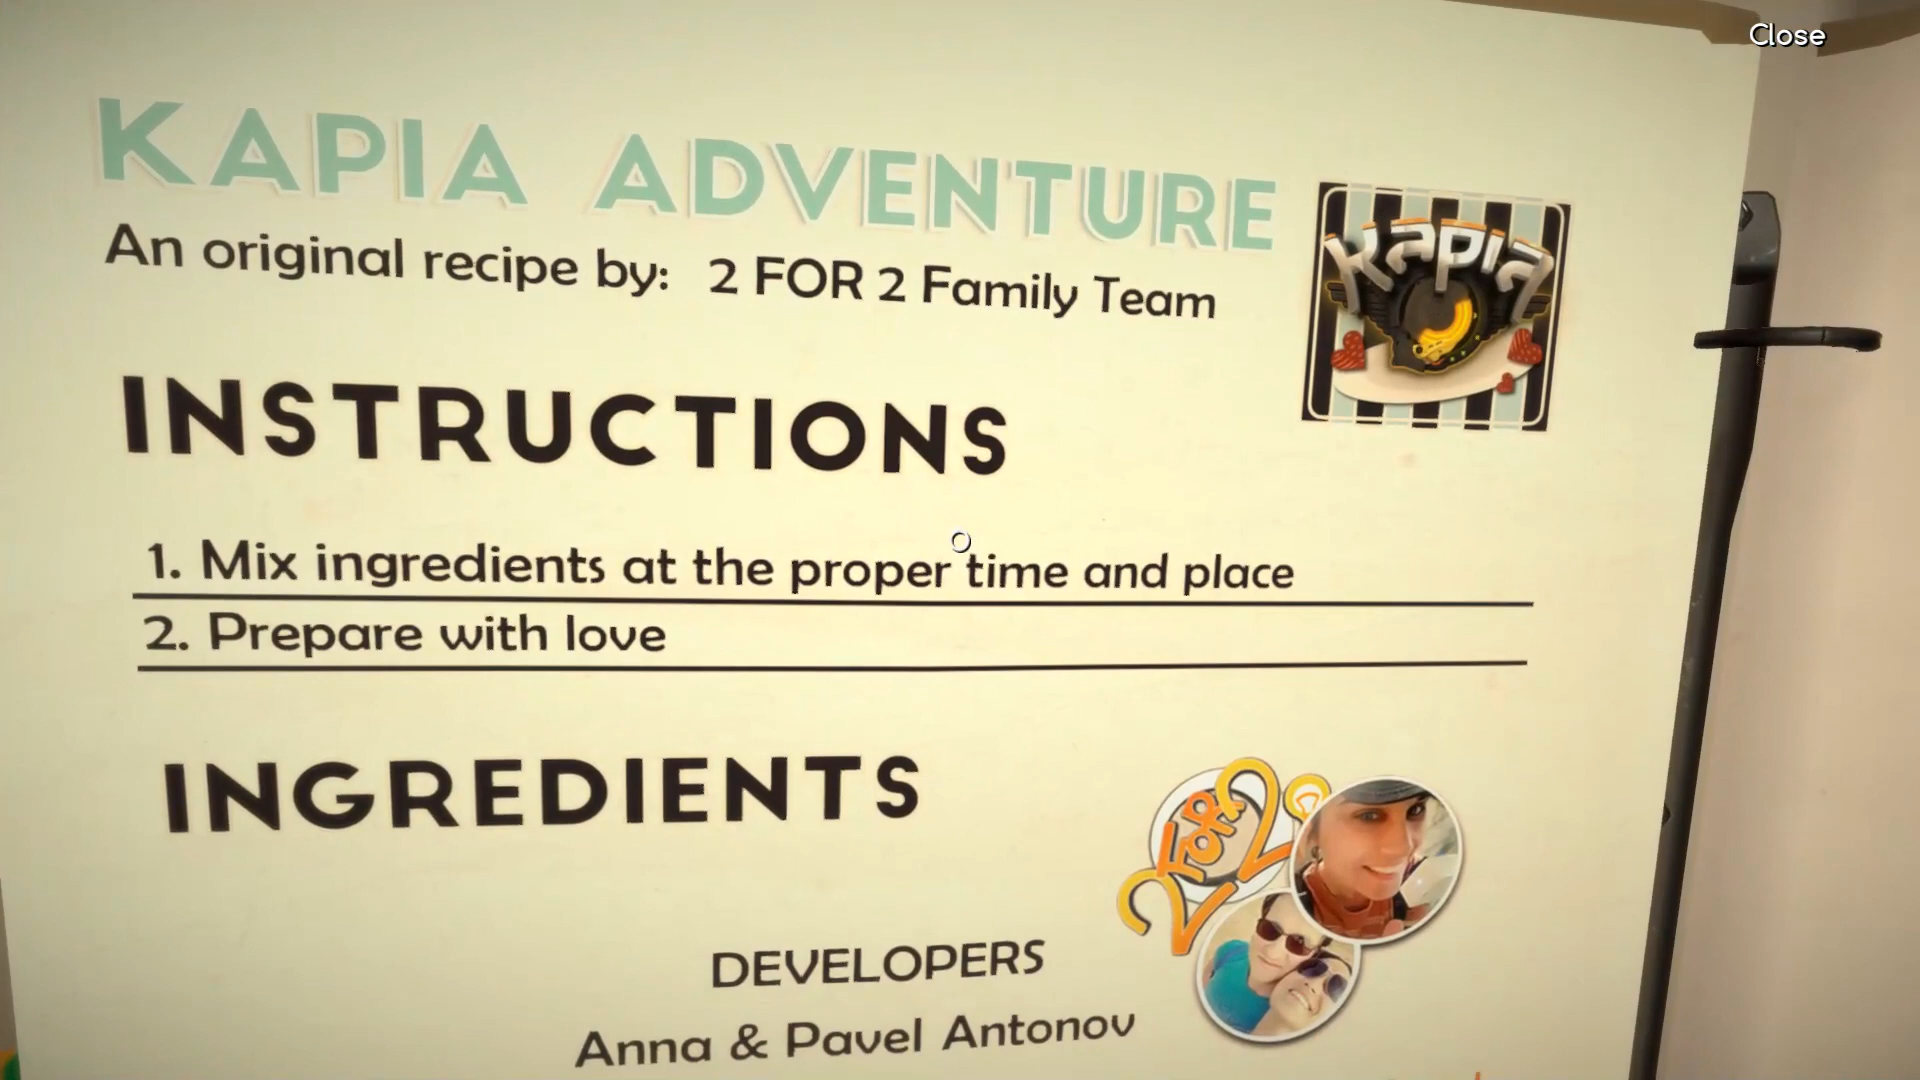 Close
KAPIA ADVENTURE
An original recipe by: 2 FOR 2 Family Team
KAPIA
INSTRUCTIONS
1. Mix ingredients at the proper time and place
2. Prepare with love
INGREDIENTS
2 FOR 2
DEVELOPERS
Anna & Pavel Antonov